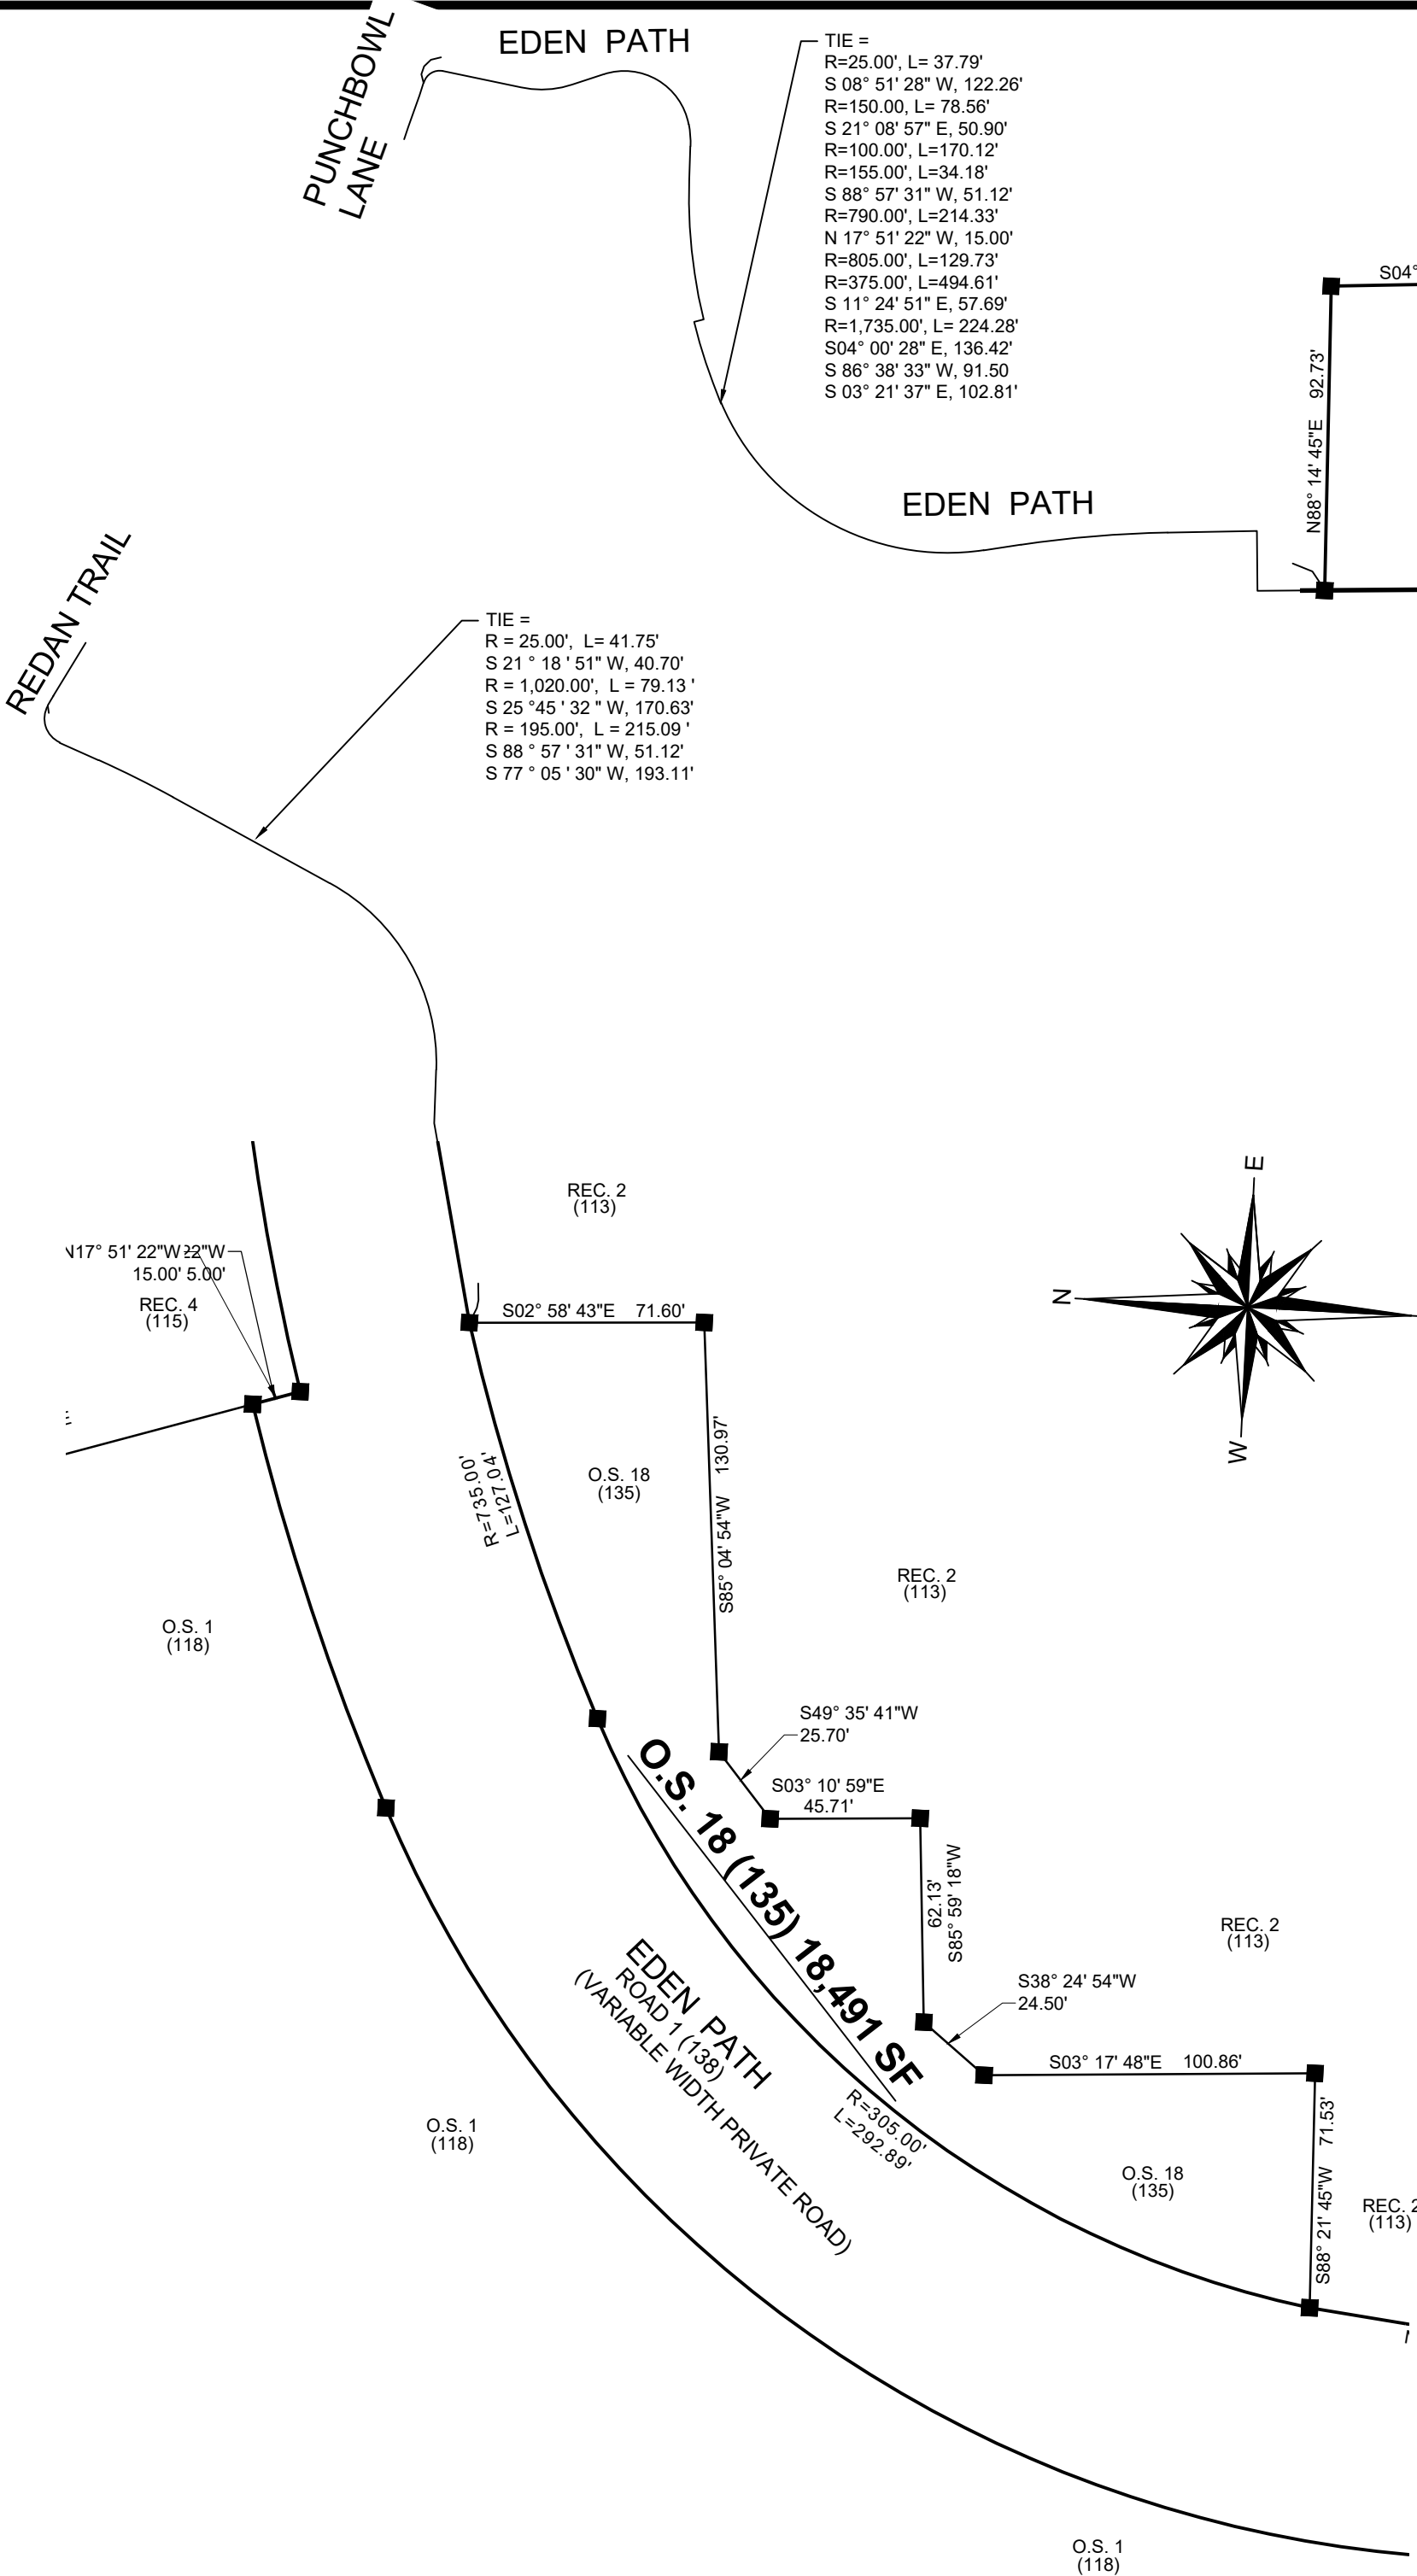 PUNCHBOWL
LANE
EDEN PATH
TIE =
R=25.00', L= 37.79'
S 08° 51' 28" W, 122.26'
R=150.00, L= 78.56'
S 21° 08' 57" E, 50.90'
R=100.00', L=170.12'
R=155.00', L=34.18'
S 88° 57' 31" W, 51.12'
R=790.00', L=214.33'
N 17° 51' 22" W, 15.00'
R=805.00', L=129.73'
R=375.00', L=494.61'
S 11° 24' 51" E, 57.69'
R=1,735.00', L= 224.28'
S04° 00' 28" E, 136.42'
S 86° 38' 33" W, 91.50
S 03° 21' 37" E, 102.81'
S04°
N88° 14' 45"E 92.73'
EDEN PATH
REDAN TRAIL
TIE =
R = 25.00', L= 41.75'
S 21 ° 18 ' 51" W, 40.70'
R = 1,020.00', L = 79.13 '
S 25 °45 ' 32 " W, 170.63'
R = 195.00', L = 215.09 '
S 88 ° 57 ' 31" W, 51.12'
S 77 ° 05 ' 30" W, 193.11'
REC. 2
(113)
N17° 51' 22"W 22"W
15.00' 5.00'
REC. 4
(115)
S02° 58' 43"E 71.60'
E
N
W
R=735.00'
L=127.04'
O.S. 18
(135)
S85° 04' 54"W 130.97'
REC. 2
(113)
O.S. 1
(118)
S49° 35' 41"W
25.70'
S03° 10' 59"E
45.71'
O.S. 18 (135) 18,491 SF
62.13'
S85° 59' 18"W
REC. 2
(113)
S38° 24' 54"W
24.50'
S03° 17' 48"E 100.86'
EDEN PATH
ROAD 1 (138)
(VARIABLE WIDTH PRIVATE ROAD)
R=305.00'
L=292.89'
O.S. 1
(118)
O.S. 18
(135)
S88° 21' 45"W 71.53'
REC. 2
(113)
O.S. 1
(118)